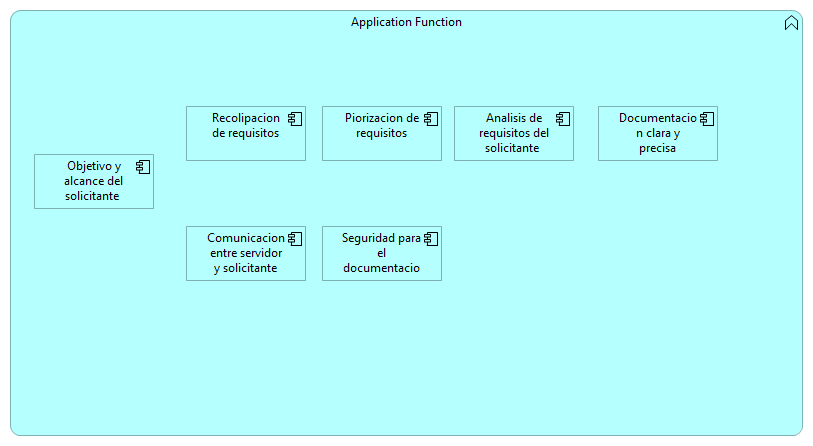 Application Function
Recolipacion
de requisitos
Piorizacion de
requisitos
Analisis de
requisitos del
solicitante
Documentacio
n clara y
precisa
Objetivo y
alcance del
solicitante
Comunicacion
entre servidor
y solicitante
Seguridad para
el
documentacio